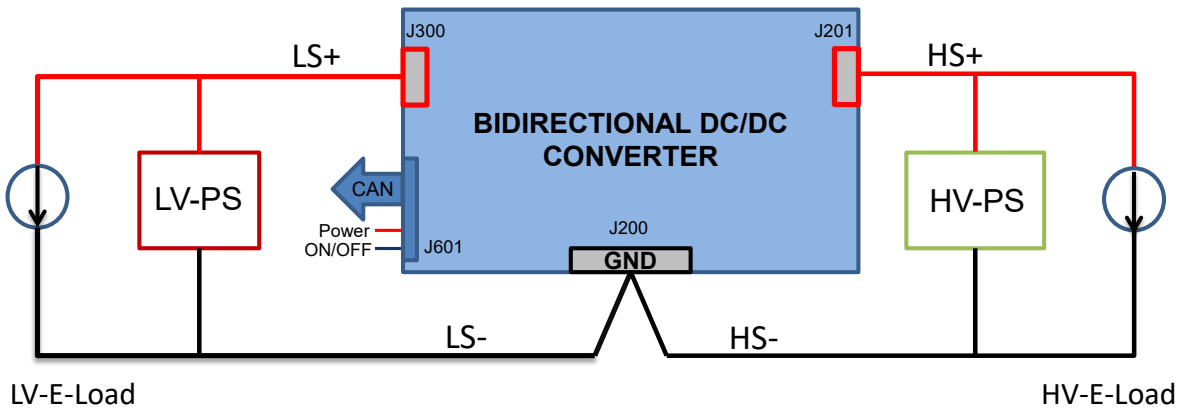 J300
J201
LS+
HS+
BIDIRECTIONAL DC/DC
CONVERTER
CAN
LV-PS
HV-PS
Power
ON/OFF
J601
J200
GND
LS-
HS-
LV-E-Load
HV-E-Load